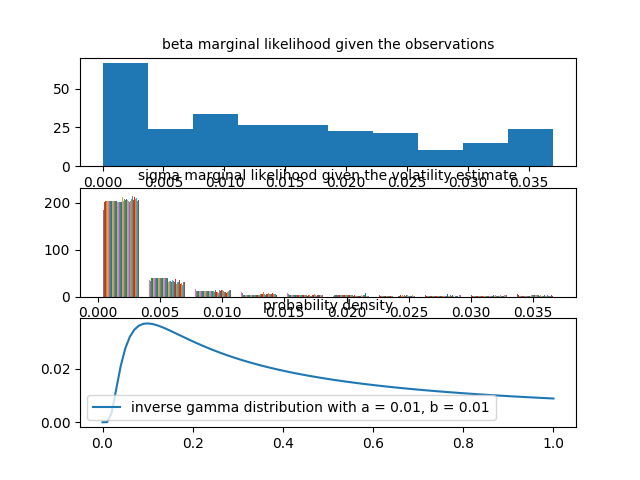 beta marginal likelihood given the observations
50
25
0
0.000 0.005 0.010 0.015 0.020 0.025 0.030 0.035
sigma marginal likelihood given the volatility estimate
200
100
0
0.000 0.005 0.010 0.015 0.020 0.025 0.030 0.035
probability density
0.02
0.00
inverse gamma distribution with a = 0.01, b = 0.01
0.0 0.2 0.4 0.6 0.8 1.0